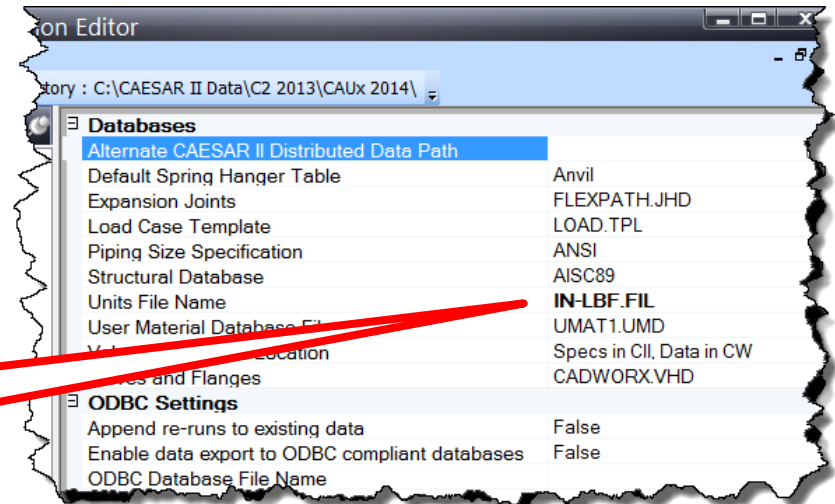 on Editor
tory : C:\CAESAR II Data\C2 2013\CAUx 2014\
Databases
Alternate CAESAR II Distributed Data Path
Default Spring Hanger Table Anvil
Expansion Joints FLEXPATH.JHD
Load Case Template LOAD.TPL
Piping Size Specification ANSI
Structural Database AISC89
Units File Name IN-LBF.FIL
User Material Database UMAT1.UMD
Specs in CII, Data in CW
and Flanges CADWORX.VHD
ODBC Settings
Append re-runs to existing data False
Enable data export to ODBC compliant databases False
ODBC Database File Name